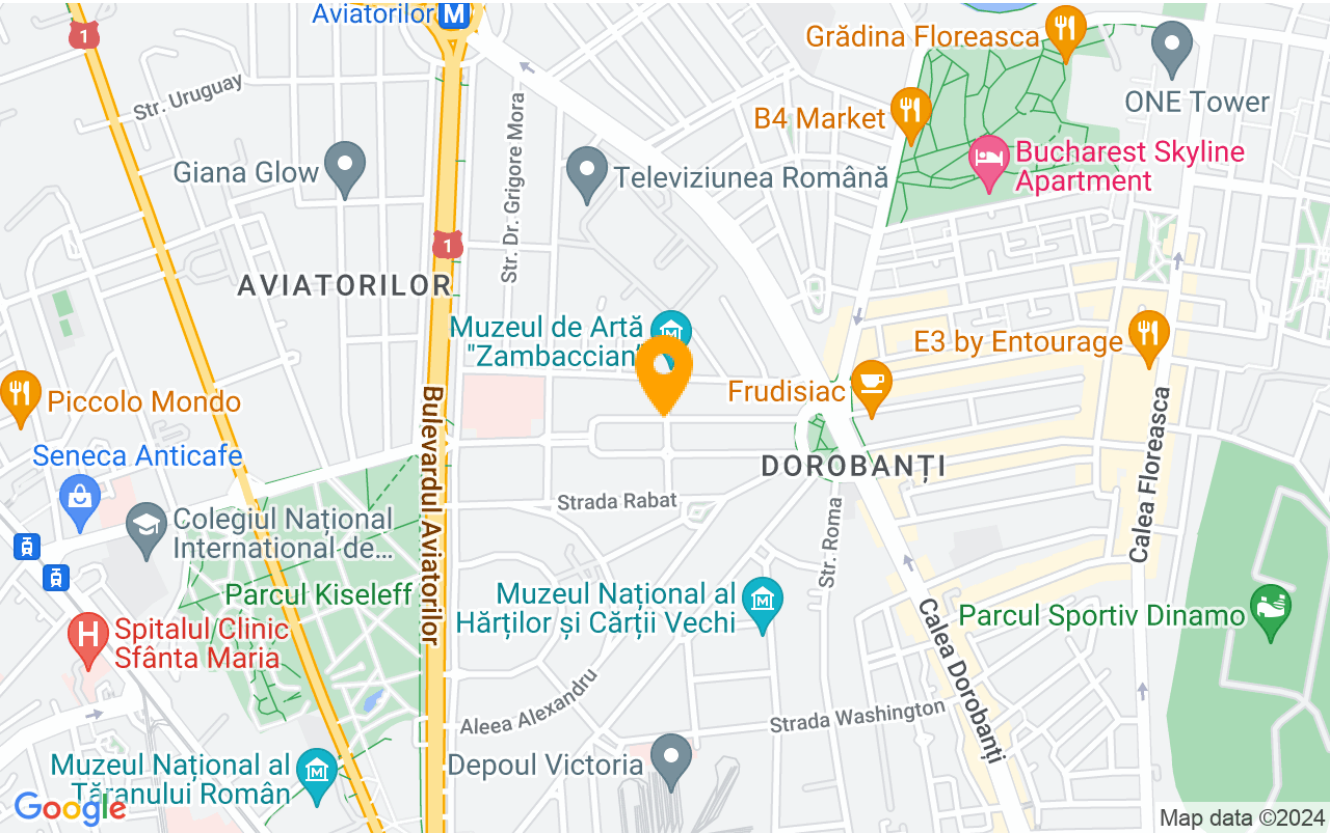 Aviatorilor
M
1
Grădina Floreasca
Str. Uruguay
ONE Tower
B4 Market
Str. Dr. Grigore Mora
Giana Glow
Televiziunea Română
Bucharest Skyline
Apartment
1
AVIATORILOR
Muzeul de Artă
"Zambaccian"
E3 by Entourage
Frudisiac
Piccolo Mondo
Bulevardul Aviatorilor
Calea Floreasca
Seneca Anticafe
DOROBANȚI
Strada Rabat
Colegiul Național
International de...
Str. Roma
Parcul Kiseleff
Muzeul Național al
Hărților și Cărții Vechi
Parcul Sportiv Dinamo
H
Spitalul Clinic
Sfânta Maria
Calea Dorobanți
Aleea Alexandru
Strada Washington
Muzeul Național al
Țăranului Român
Depoul Victoria
Google
Map data ©2024